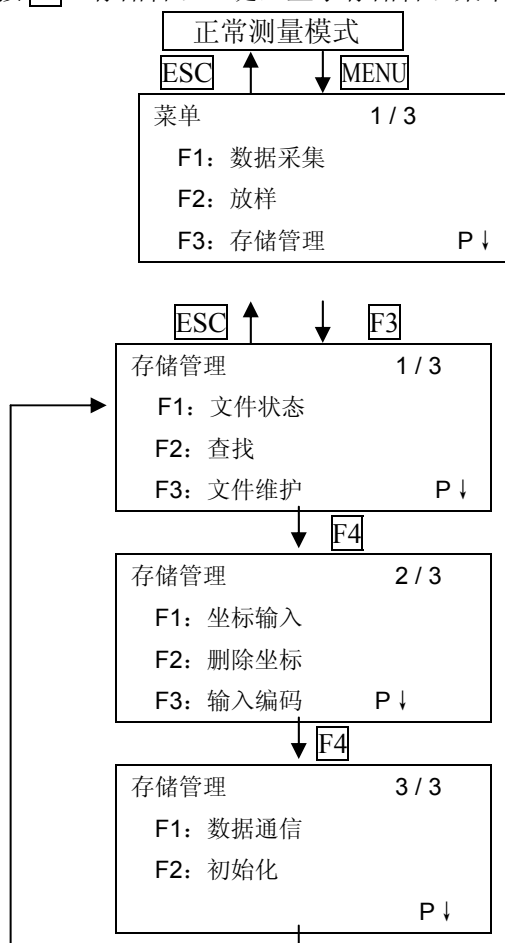 正常测量模式
ESC MENU
菜单 1 / 3
F1：数据采集
F2：放样
F3：存储管理 P↓
ESC F3
存储管理 1 / 3
F1：文件状态
F2：查找
F3：文件维护 P↓
F4
存储管理 2 / 3
F1：坐标输入
F2：删除坐标
F3：输入编码 P↓
F4
存储管理 3 / 3
F1：数据通信
F2：初始化
P↓